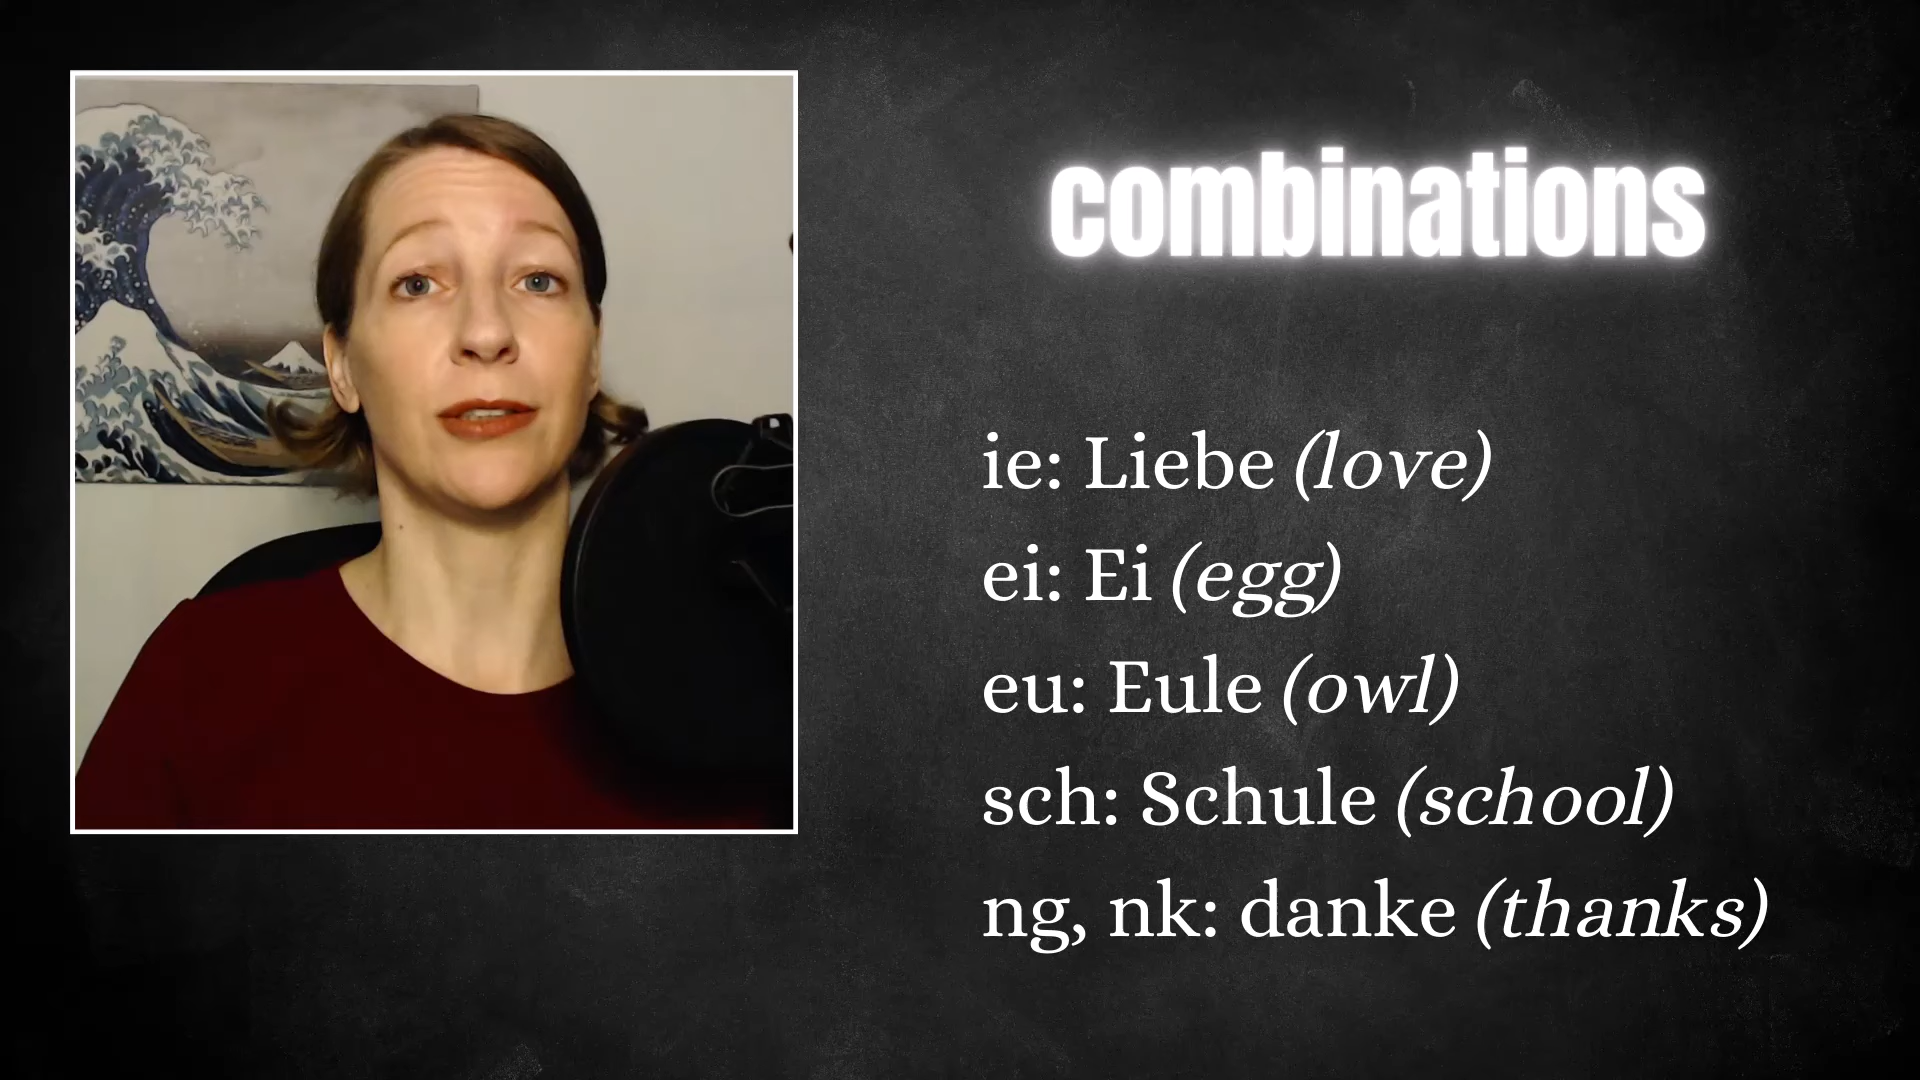 combinations
ie: Liebe (love)
ei: Ei (egg)
eu: Eule (owl)
sch: Schule (school)
ng, nk: danke (thanks)